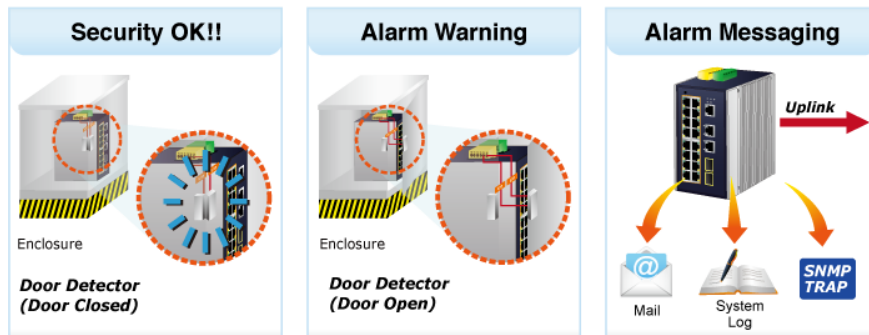 Security OK!!
Enclosure
Door Detector
(Door Closed)
Alarm Warning
Enclosure
Door Detector
(Door Open)
Alarm Messaging
Uplink
Mail
System
Log
SNMP
TRAP